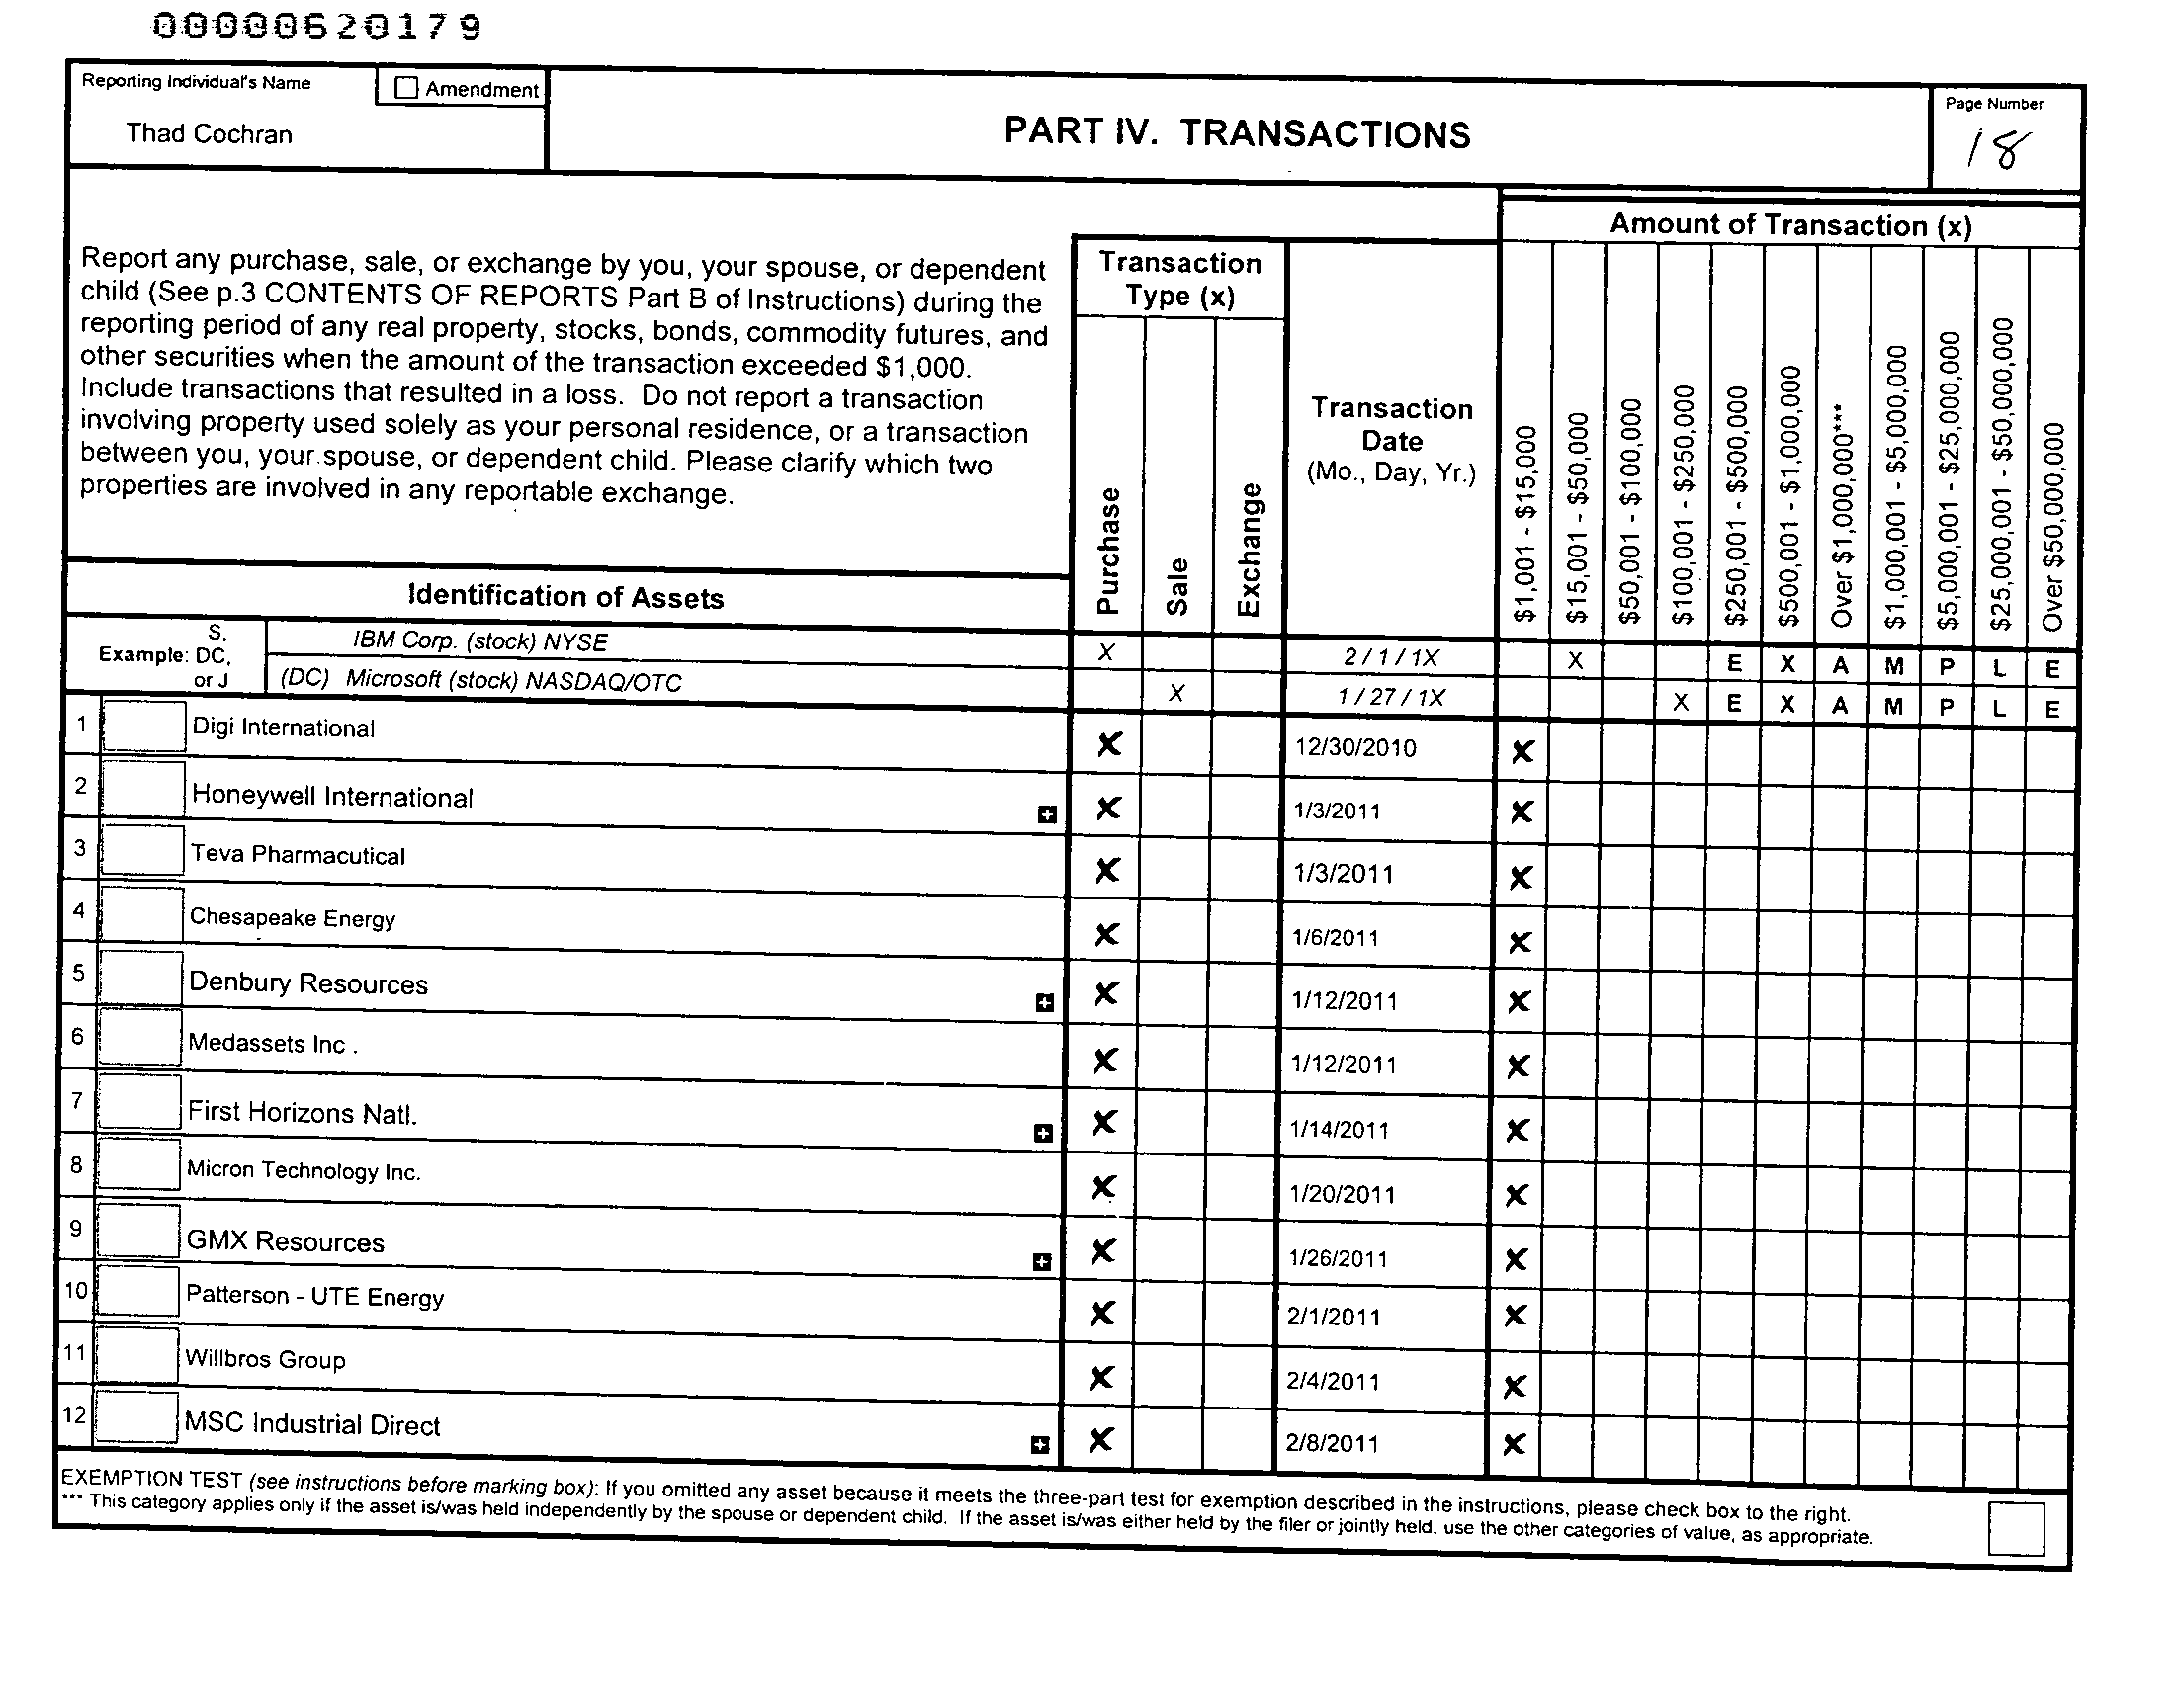 00000620179
Reporting Individual's Name
Amendment
Thad Cochran
PART IV. TRANSACTIONS
Page Number
18
Report any purchase, sale, or exchange by you, your spouse, or dependent
child (See p.3 CONTENTS OF REPORTS Part B of Instructions) during the
reporting period of any real property, stocks, bonds, commodity futures, and
other securities when the amount of the transaction exceeded $1,000.
Include transactions that resulted in a loss. Do not report a transaction
involving property used solely as your personal residence, or a transaction
between you, your spouse, or dependent child. Please clarify which two
properties are involved in any reportable exchange.
Transaction
Type (x)
Purchase
Sale
Exchange
Transaction
Date
(Mo., Day, Yr.)
Amount of Transaction (x)
$1,001 - $15,000
$15,001 - $50,000
$50,001 - $100,000
$100,001 - $250,000
$250,001 - $500,000
$500,001 - $1,000,000
Over $1,000,000***
$1,000,001 - $5,000,000
$5,000,001 - $25,000,000
$25,000,001 - $50,000,000
Over $50,000,000
Identification of Assets
Example: S, DC, or J
IBM Corp. (stock) NYSE X 2 / 1 / 1X X E X A M P L E
(DC) Microsoft (stock) NASDAQ/OTC X 1 / 27 / 1X X E X A M P L E
1 Digi International X 12/30/2010 X
2 Honeywell International X 1/3/2011 X
3 Teva Pharmacutical X 1/3/2011 X
4 Chesapeake Energy X 1/6/2011 X
5 Denbury Resources X 1/12/2011 X
6 Medassets Inc . X 1/12/2011 X
7 First Horizons Natl. X 1/14/2011 X
8 Micron Technology Inc. X 1/20/2011 X
9 GMX Resources X 1/26/2011 X
10 Patterson - UTE Energy X 2/1/2011 X
11 Willbros Group X 2/4/2011 X
12 MSC Industrial Direct X 2/8/2011 X
EXEMPTION TEST (see instructions before marking box): If you omitted any asset because it meets the three-part test for exemption described in the instructions, please check box to the right.
*** This category applies only if the asset is/was held independently by the spouse or dependent child. If the asset is/was either held by the filer or jointly held, use the other categories of value, as appropriate.